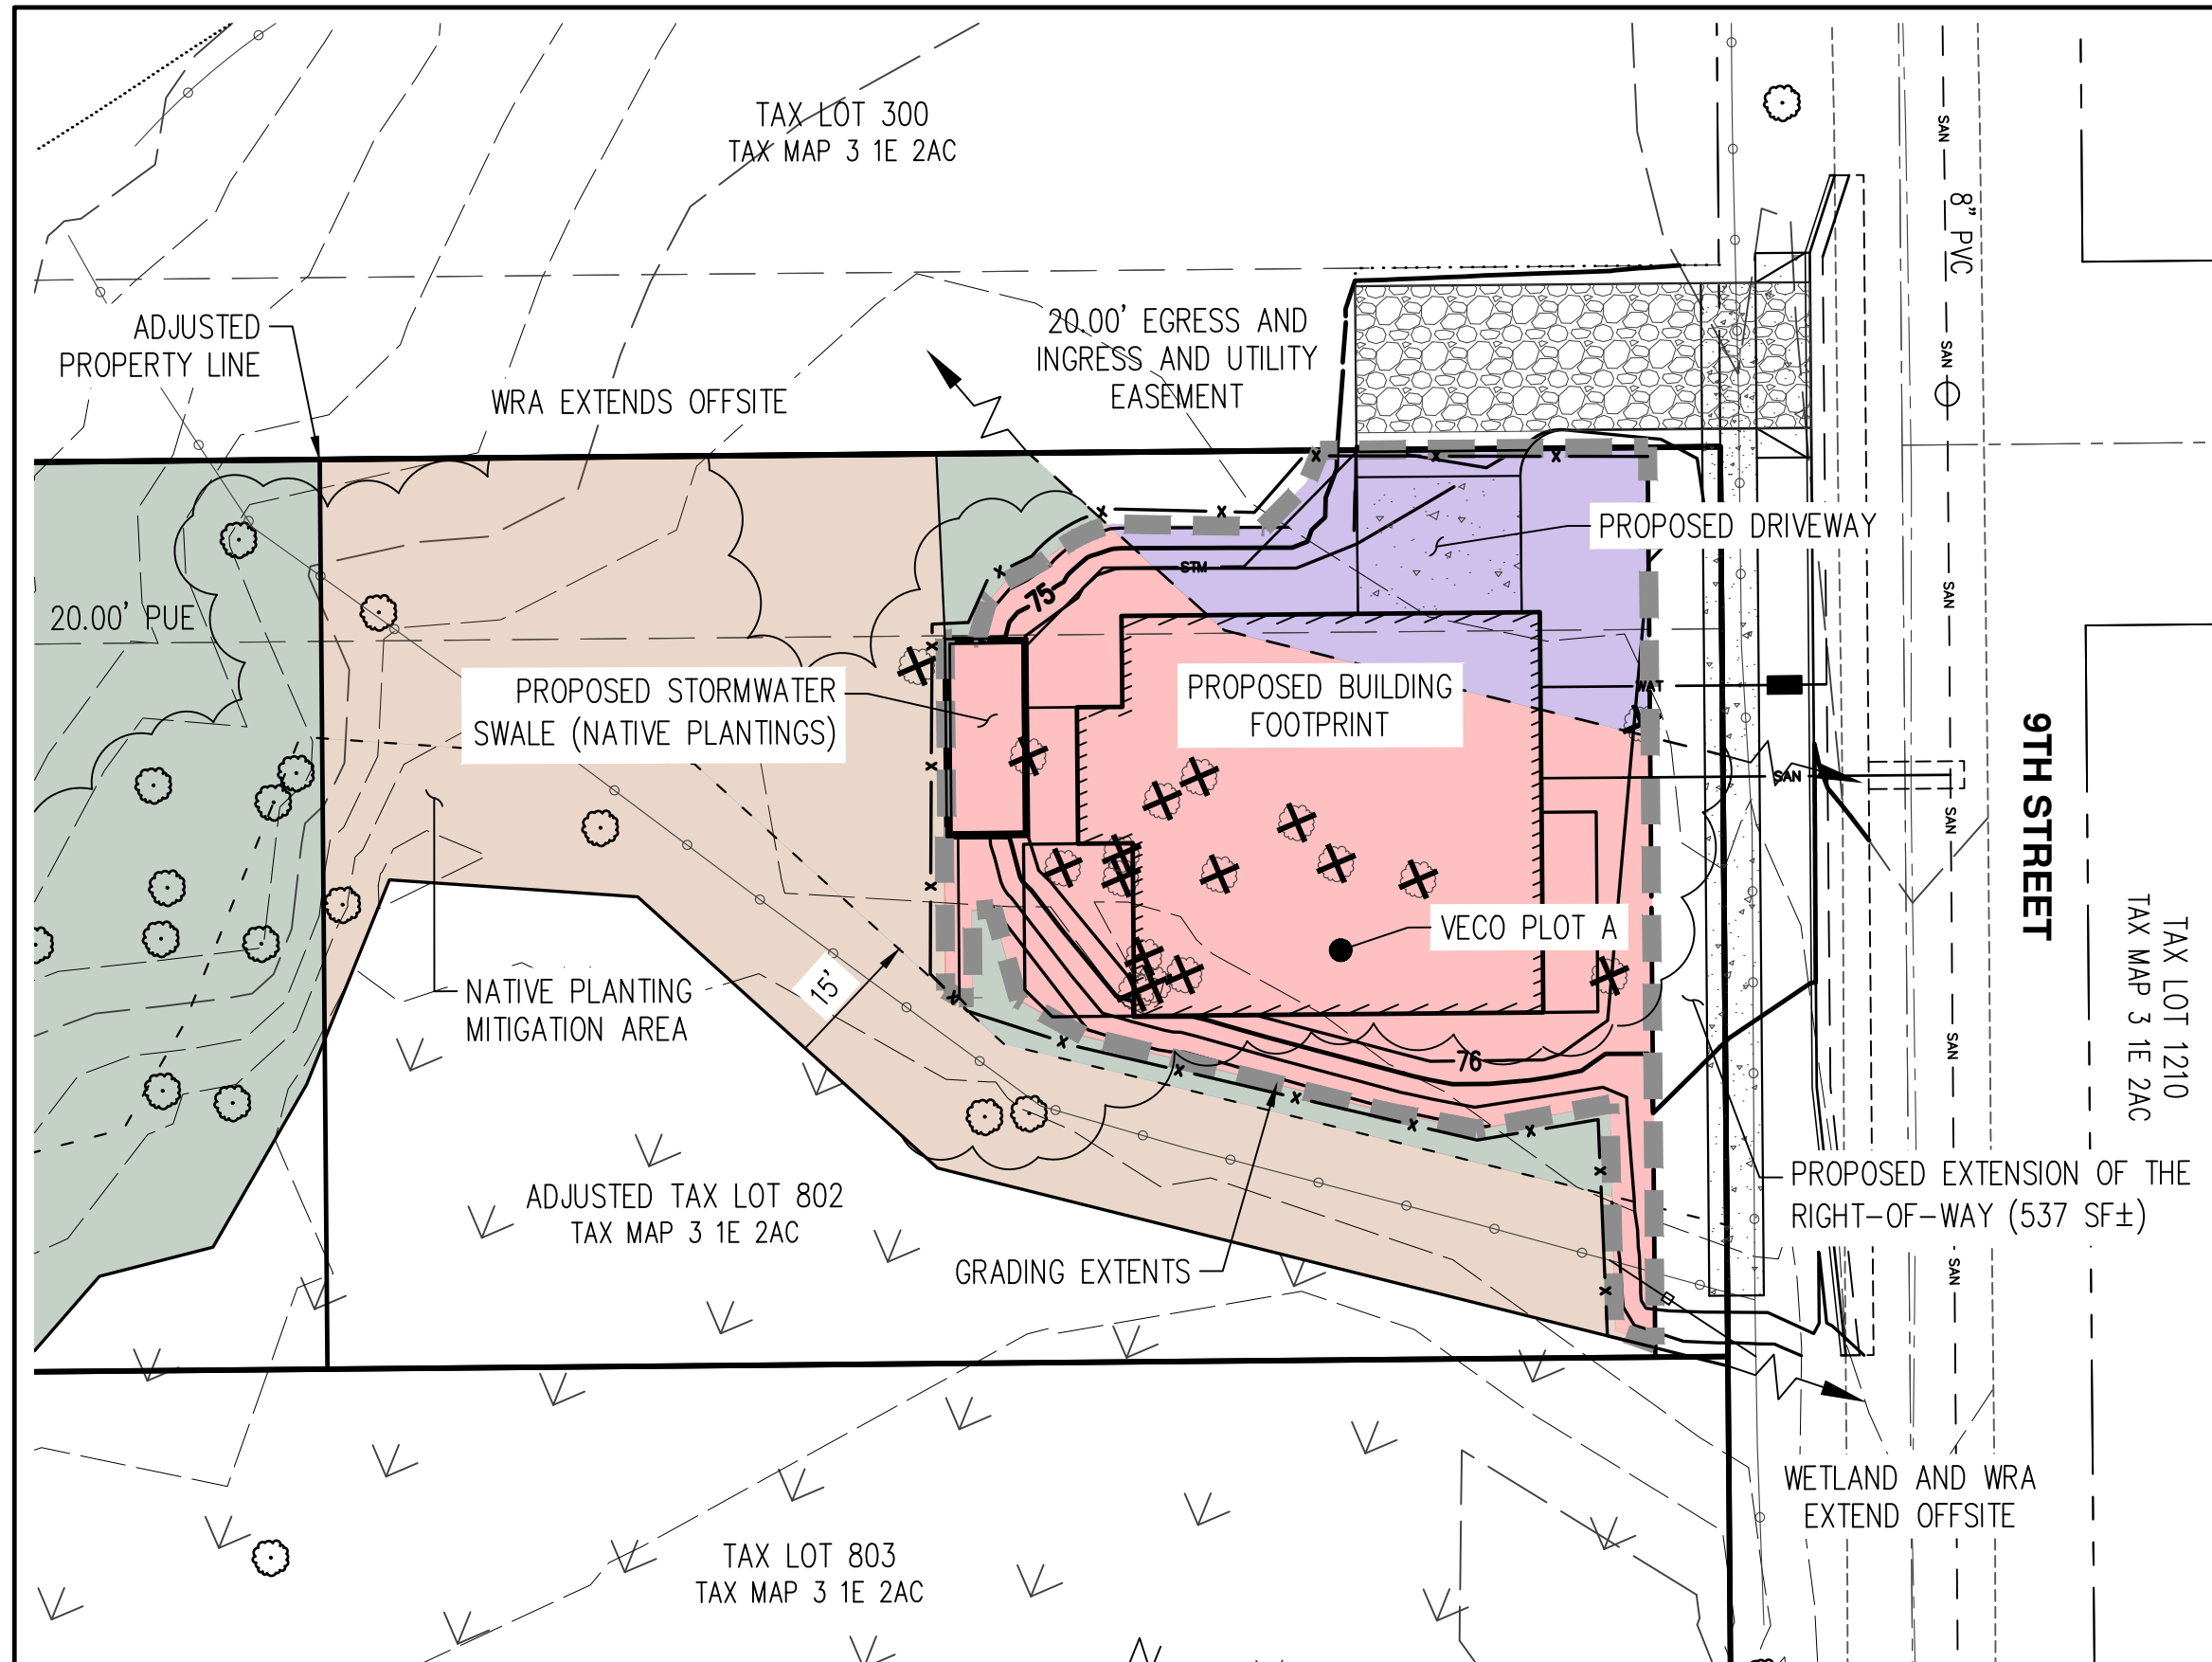 TAX LOT 300
TAX MAP 3 1E 2AC
8" PVC
SAN
SAN
SAN
SAN
SAN
SAN
ADJUSTED
PROPERTY LINE
20.00' EGRESS AND
INGRESS AND UTILITY
EASEMENT
WRA EXTENDS OFFSITE
PROPOSED DRIVEWAY
STM
75
20.00' PUE
PROPOSED STORMWATER
SWALE (NATIVE PLANTINGS)
PROPOSED BUILDING
FOOTPRINT
WAT
SAN
9TH STREET
VECO PLOT A
TAX LOT 1210
TAX MAP 3 1E 2AC
15'
NATIVE PLANTING
MITIGATION AREA
76
ADJUSTED TAX LOT 802
TAX MAP 3 1E 2AC
GRADING EXTENTS
PROPOSED EXTENSION OF THE
RIGHT-OF-WAY (537 SF±)
WETLAND AND WRA
EXTEND OFFSITE
TAX LOT 803
TAX MAP 3 1E 2AC